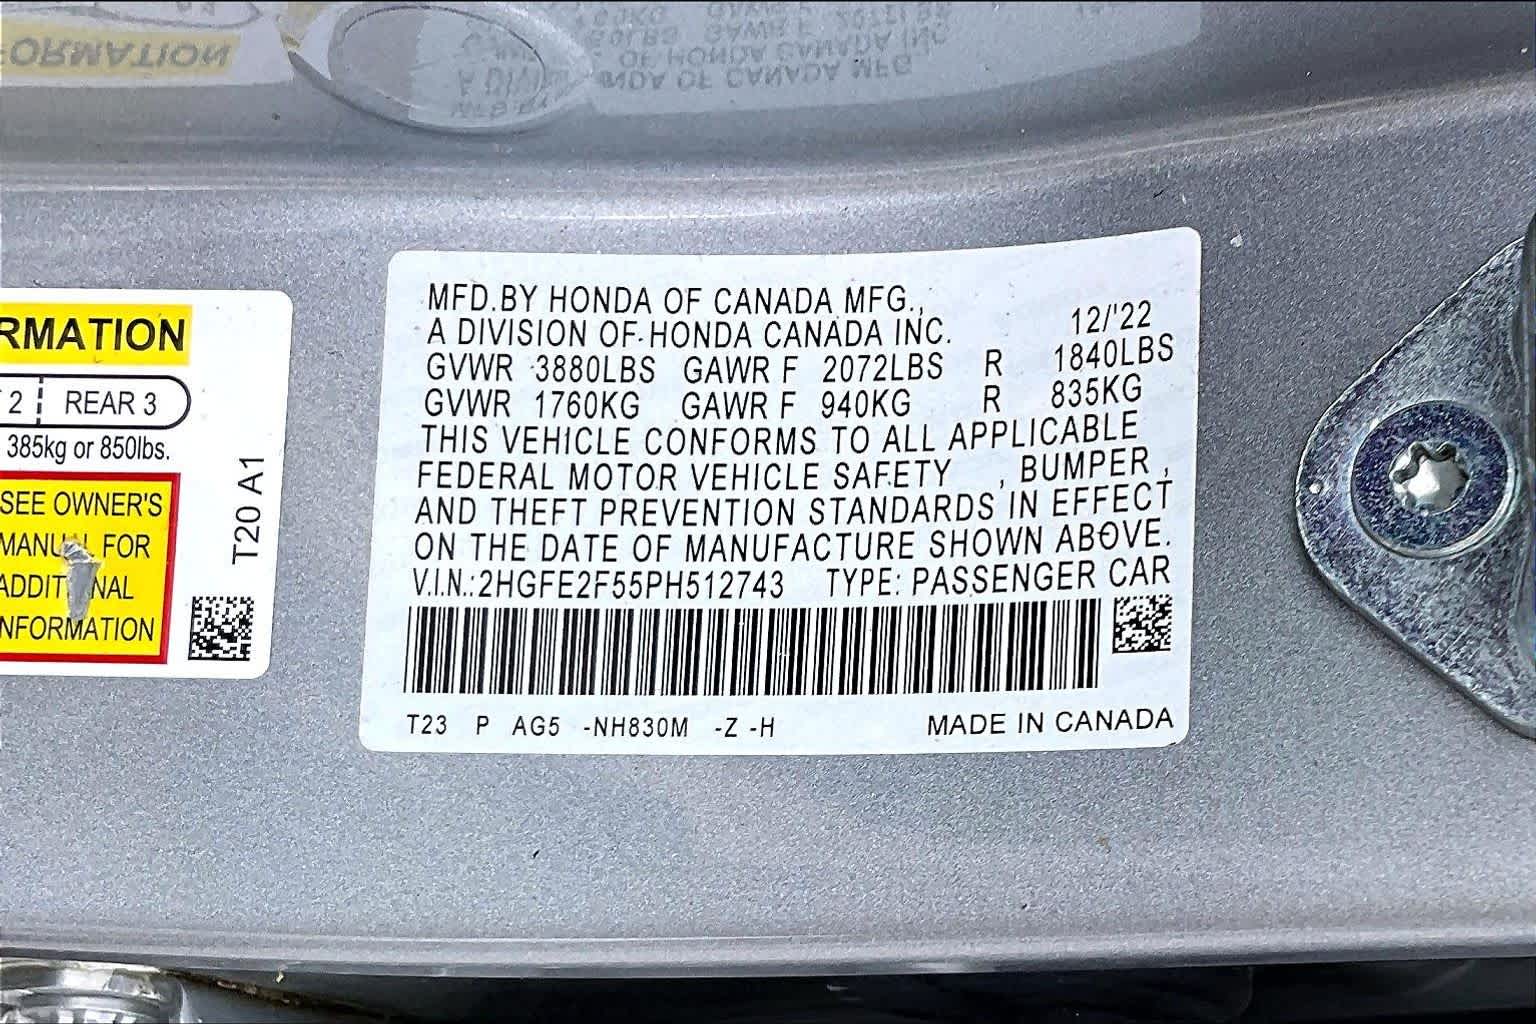 RMATION
2 REAR 3
385kg or 850lbs.
SEE OWNER'S
MANUAL FOR
ADDITIONAL
NFORMATION
T20 A1
MFD.BY HONDA OF CANADA MFG.,
A DIVISION OF HONDA CANADA INC. 12/'22
GVWR 3880LBS GAWR F 2072LBS R 1840LBS
GVWR 1760KG GAWR F 940KG R 835KG
THIS VEHICLE CONFORMS TO ALL APPLICABLE
FEDERAL MOTOR VEHICLE SAFETY , BUMPER ,
AND THEFT PREVENTION STANDARDS IN EFFECT
ON THE DATE OF MANUFACTURE SHOWN ABOVE.
V.I.N.:2HGFE2F55PH512743 TYPE: PASSENGER CAR
T23 P AG5 -NH830M -Z -H MADE IN CANADA